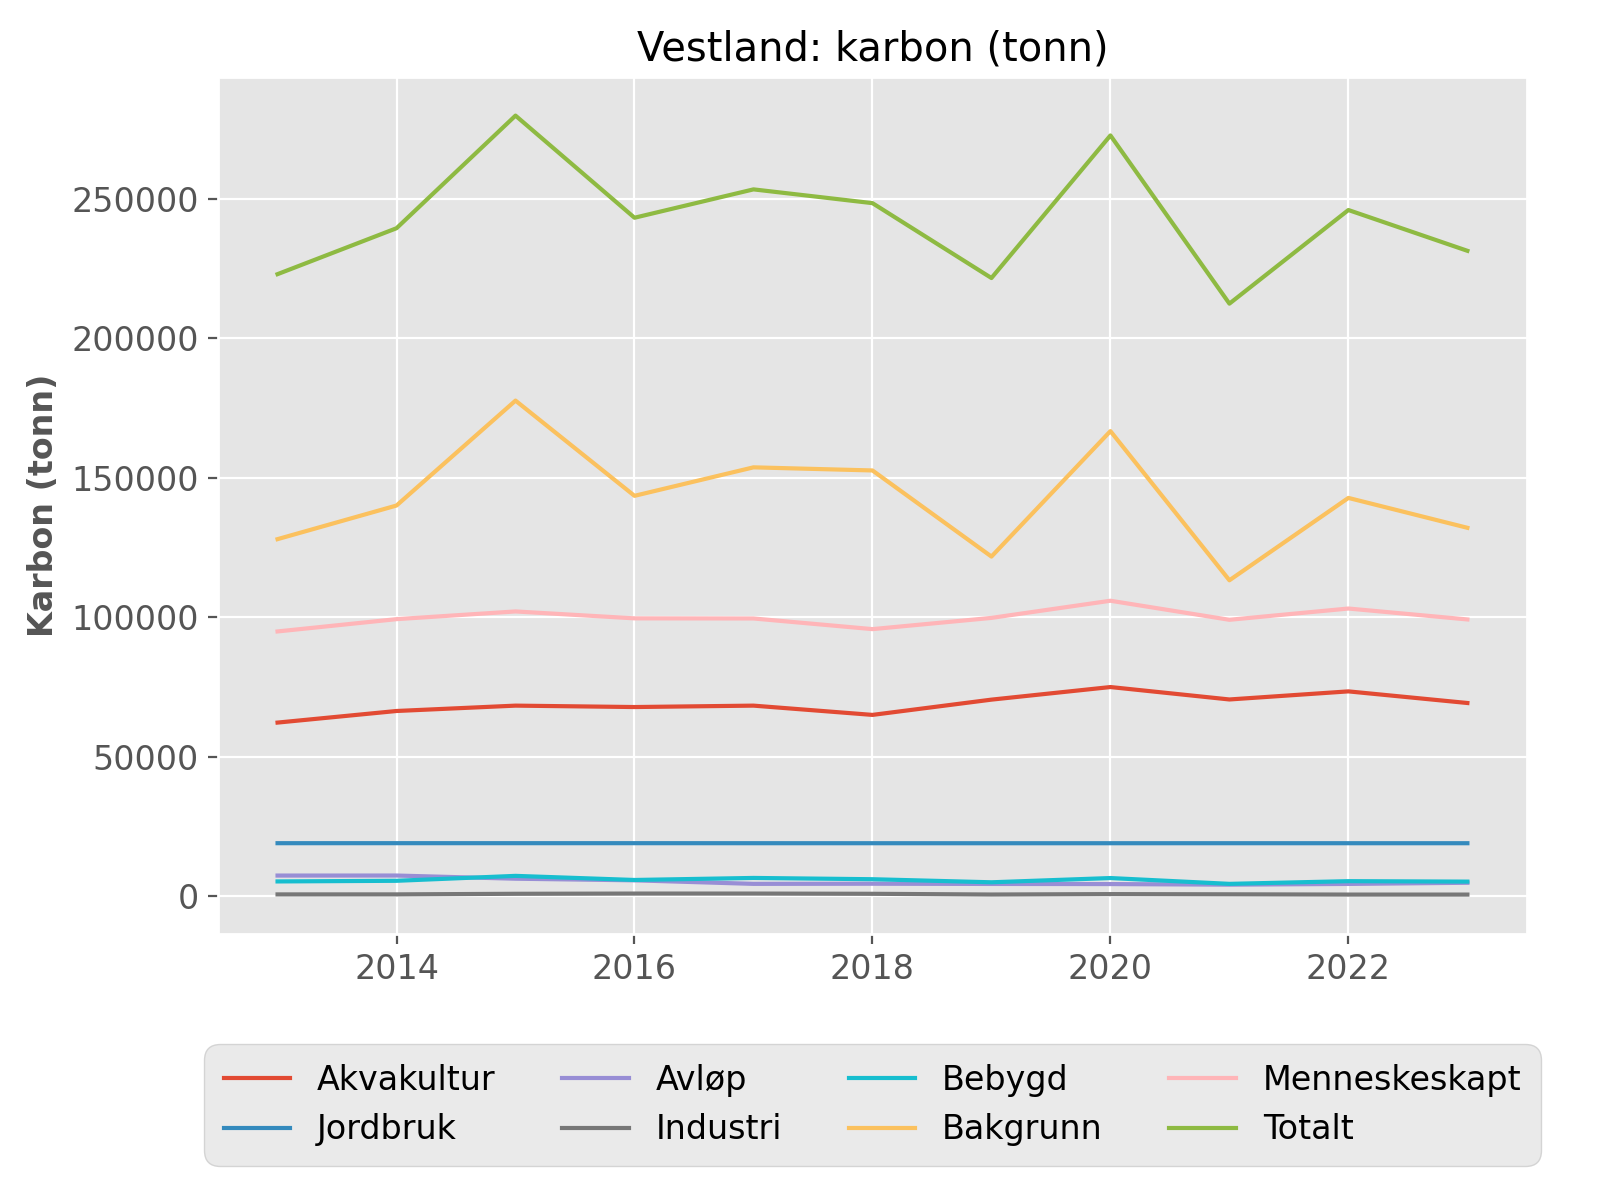 Vestland: karbon (tonn)
Karbon (tonn)
250000
200000
150000
100000
50000
0
2014 2016 2018 2020 2022
Akvakultur Avløp Bebygd Menneskeskapt
Jordbruk Industri Bakgrunn Totalt